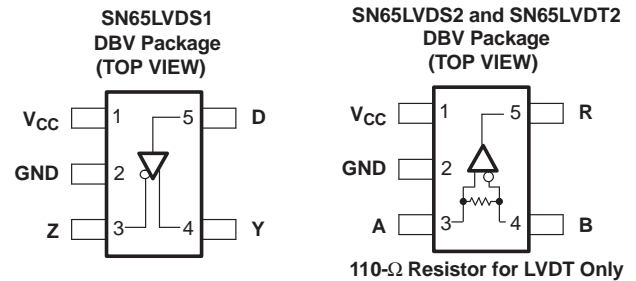 SN65LVDS1
DBV Package
(TOP VIEW)
VCC 1 5 D
GND 2
Z 3 4 Y
SN65LVDS2 and SN65LVDT2
DBV Package
(TOP VIEW)
VCC 1 5 R
GND 2
A 3 4 B
110-Ω Resistor for LVDT Only